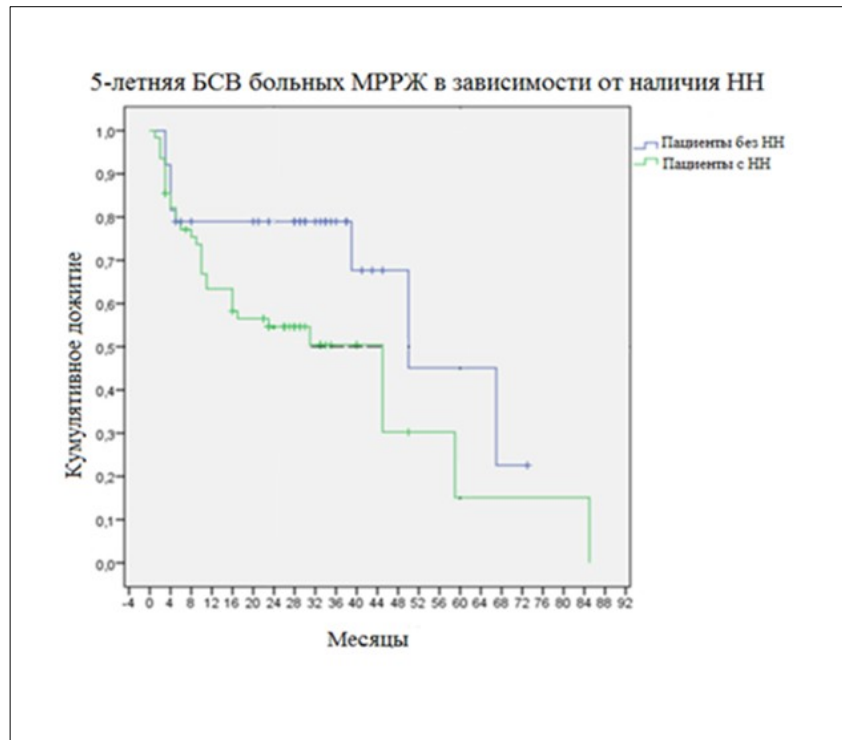 5-летняя БСВ больных МРРЖ в зависимости от наличия НН
Пациенты без НН
Пациенты с НН
Кумулятивное дожитие
1,0
0,9
0,8
0,7
0,6
0,5
0,4
0,3
0,2
0,1
0,0
-4 0 4 8 12 16 20 24 28 32 36 40 44 48 52 56 60 64 68 72 76 80 84 88 92
Месяцы